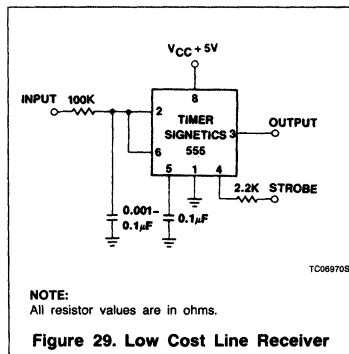 VCC + 5V
8
INPUT 100K
2
TIMER
SIGNETICS
555
3
OUTPUT
6
5 1 4
2.2K STROBE
0.001–
0.1μF
0.1μF
TC06970S
NOTE:
All resistor values are in ohms.
Figure 29. Low Cost Line Receiver